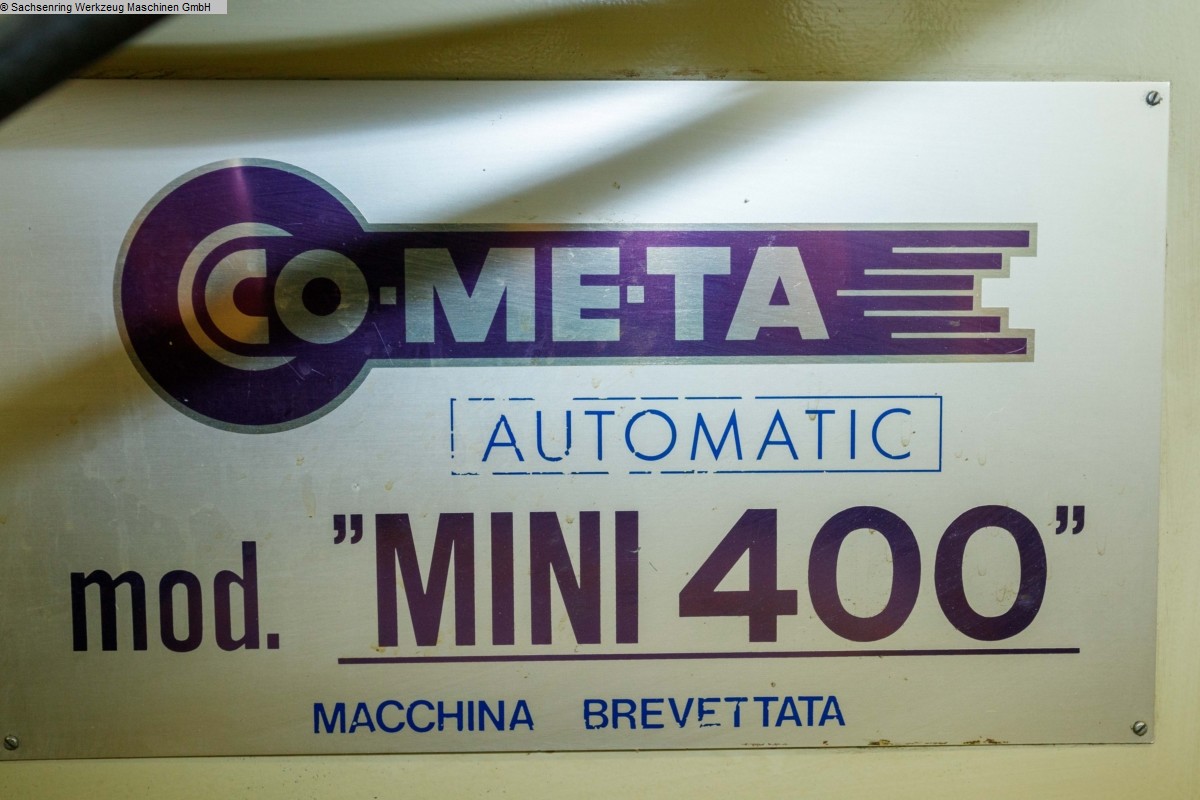 © Sachsenring Werkzeug Maschinen GmbH
CO·ME·TA
AUTOMATIC
mod. ”MINI 400”
MACCHINA BREVETTATA